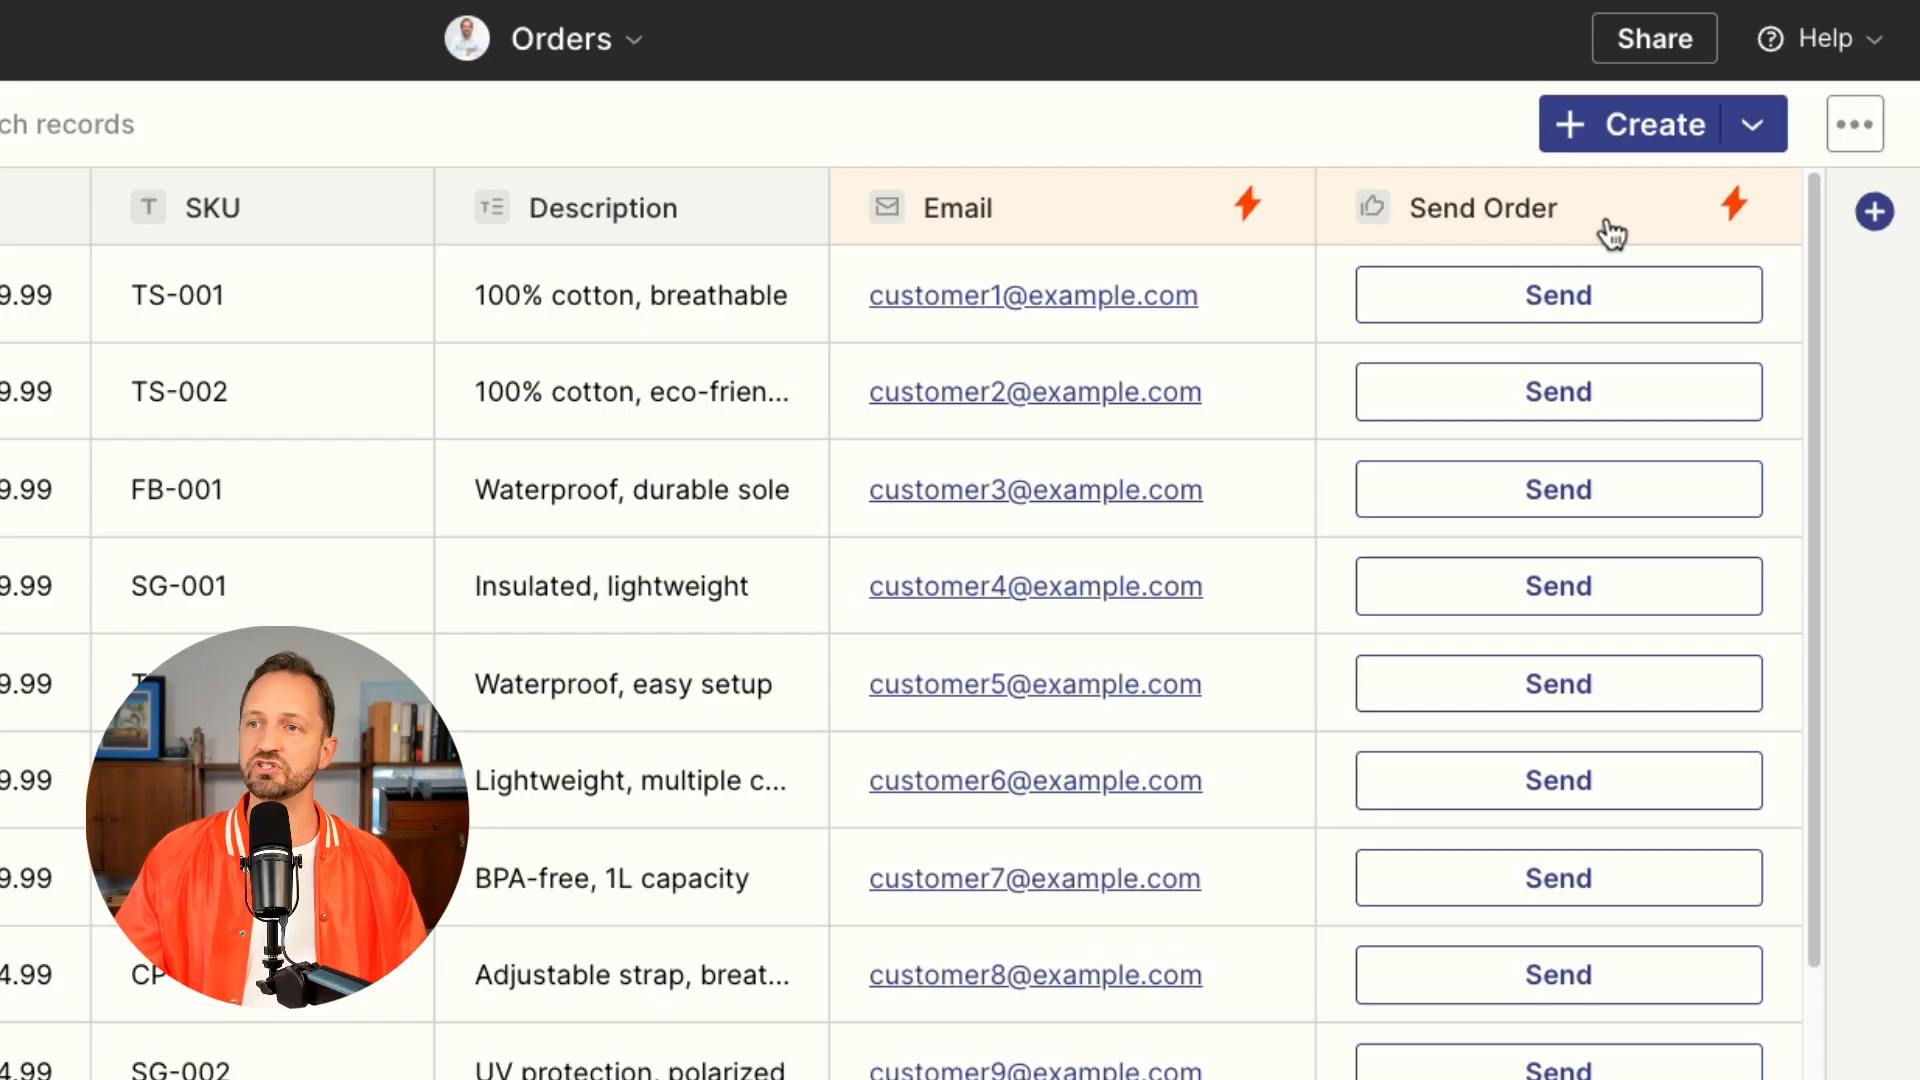 Orders
Share
Help
ch records
+ Create
SKU
Description
Email
Send Order
9.99 TS-001 100% cotton, breathable customer1@example.com Send
9.99 TS-002 100% cotton, eco-frien... customer2@example.com Send
9.99 FB-001 Waterproof, durable sole customer3@example.com Send
9.99 SG-001 Insulated, lightweight customer4@example.com Send
9.99 Waterproof, easy setup customer5@example.com Send
9.99 Lightweight, multiple c... customer6@example.com Send
9.99 BPA-free, 1L capacity customer7@example.com Send
4.99 CP Adjustable strap, breat... customer8@example.com Send
4.99 SG-002 UV protection, polarized customer9@example.com Send